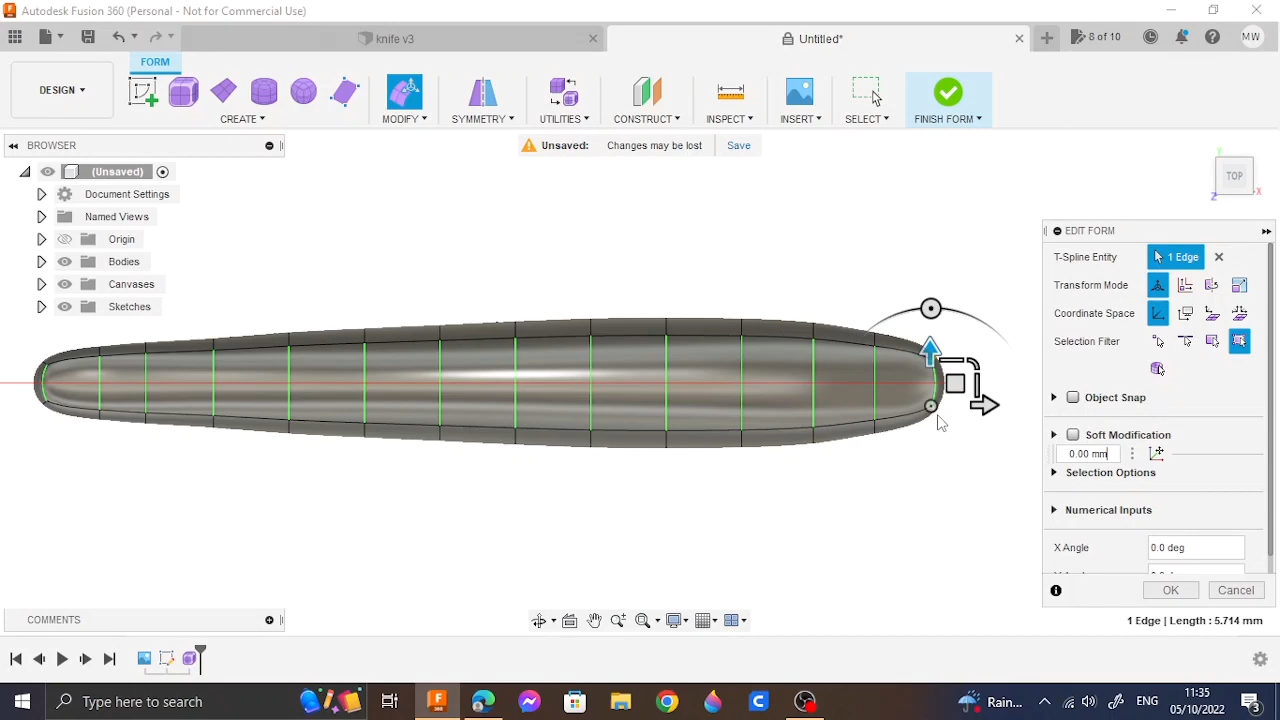 Autodesk Fusion 360 (Personal - Not for Commercial Use)
knife v3
Untitled*
8 of 10
MW
FORM
DESIGN
CREATE
MODIFY
SYMMETRY
UTILITIES
CONSTRUCT
INSPECT
INSERT
SELECT
FINISH FORM
BROWSER
Unsaved: Changes may be lost Save
(Unsaved)
Document Settings
Named Views
Origin
Bodies
Canvases
Sketches
TOP
Y
X
Z
EDIT FORM
T-Spline Entity 1 Edge
Transform Mode
Coordinate Space
Selection Filter
Object Snap
Soft Modification
0.00 mm
Selection Options
Numerical Inputs
X Angle 0.0 deg
OK Cancel
COMMENTS
1 Edge | Length : 5.714 mm
Type here to search
Rain...
ENG
11:35
05/10/2022
3